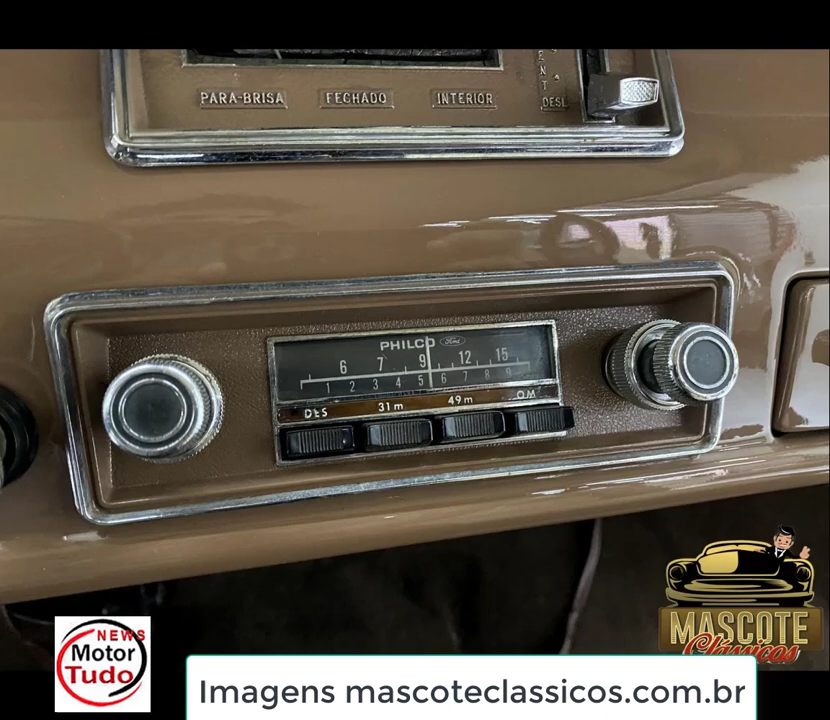 VENT
PARA-BRISA FECHADO INTERIOR DESL
PHILCO Ford
6 7 9 12 15
1 2 3 4 5 6 7 8 9
DES 31m 49m OM
NEWS
Motor
Tudo
MASCOTE
Clássicos
Imagens mascoteclassicos.com.br